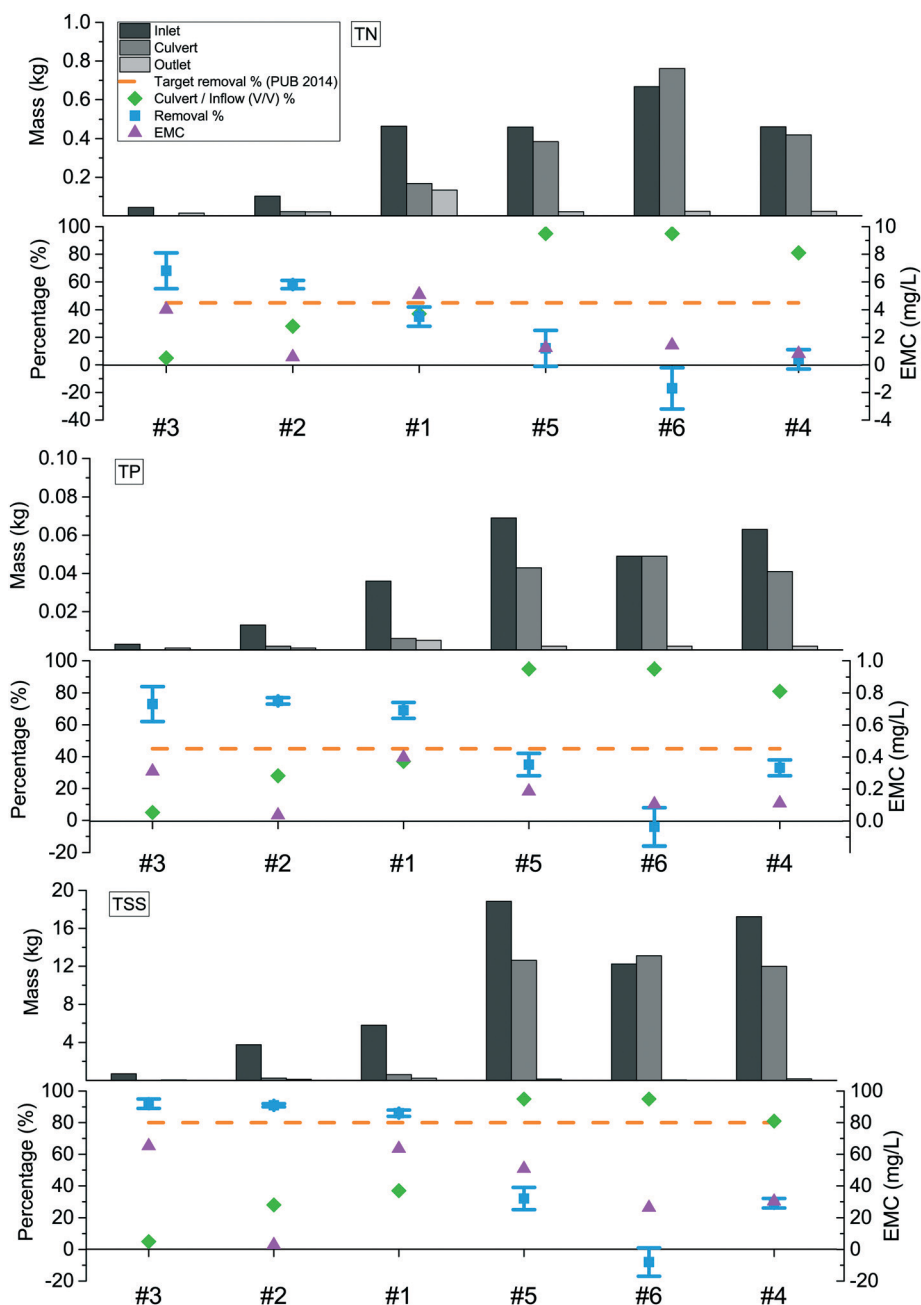 TN
Inlet
Culvert
Outlet
Target removal % (PUB 2014)
Culvert / Inflow (V/V) %
Removal %
EMC
Mass (kg)
1.0
0.8
0.6
0.4
0.2
Percentage (%)
100
80
60
40
20
0
-20
-40
EMC (mg/L)
10
8
6
4
2
0
-2
-4
#3 #2 #1 #5 #6 #4
TP
Mass (kg)
0.10
0.08
0.06
0.04
0.02
Percentage (%)
100
80
60
40
20
0
-20
EMC (mg/L)
1.0
0.8
0.6
0.4
0.2
0.0
#3 #2 #1 #5 #6 #4
TSS
Mass (kg)
20
16
12
8
4
Percentage (%)
100
80
60
40
20
0
-20
EMC (mg/L)
100
80
60
40
20
0
-20
#3 #2 #1 #5 #6 #4